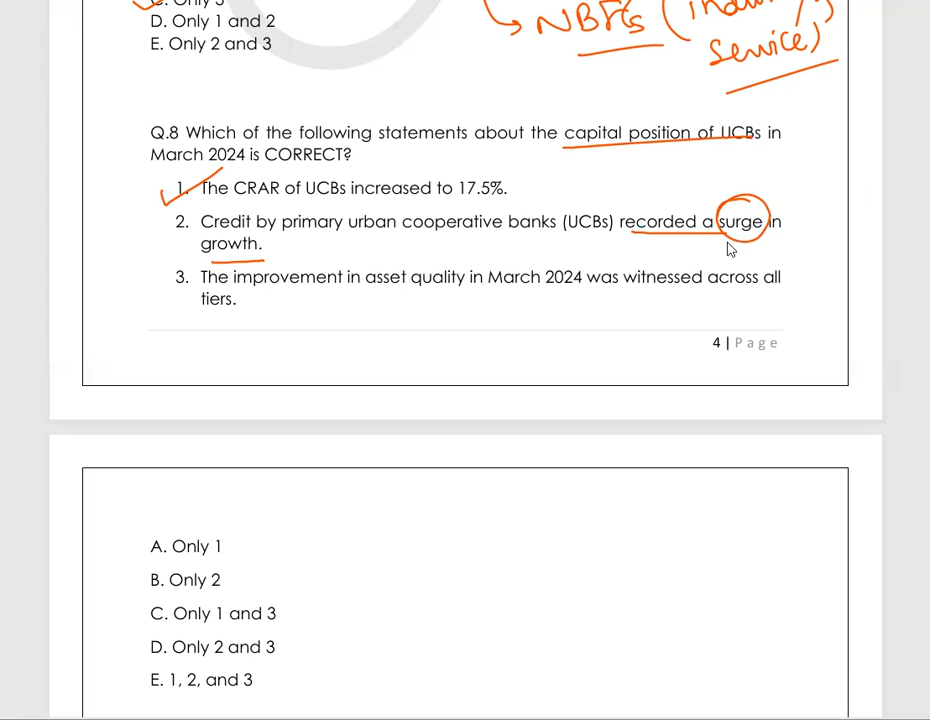 D. Only 1 and 2
E. Only 2 and 3
NBFCs
Service)
Q.8 Which of the following statements about the capital position of UCBs in
March 2024 is CORRECT?
1. The CRAR of UCBs increased to 17.5%.
2. Credit by primary urban cooperative banks (UCBs) recorded a surge in
growth.
3. The improvement in asset quality in March 2024 was witnessed across all
tiers.
4 | Page
A. Only 1
B. Only 2
C. Only 1 and 3
D. Only 2 and 3
E. 1, 2, and 3